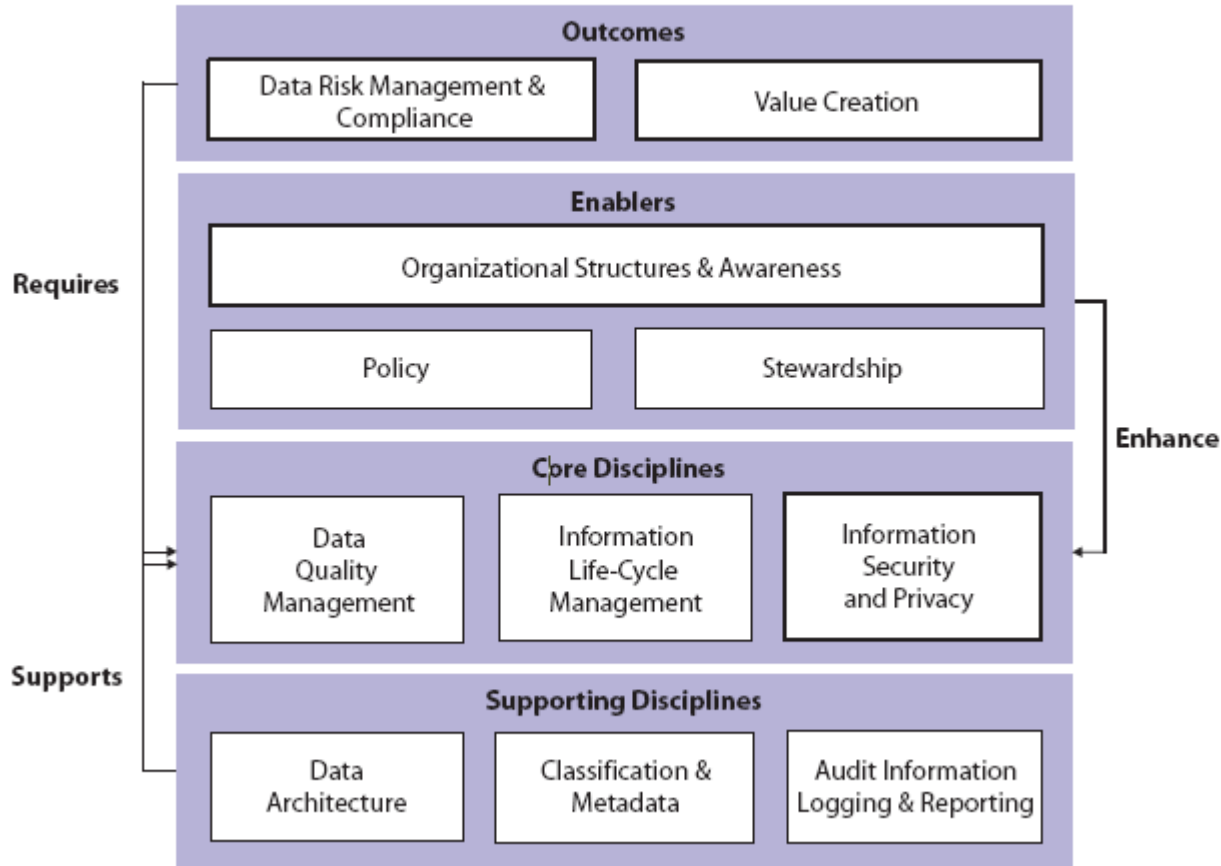 Outcomes
Data Risk Management &
Compliance
Value Creation
Enablers
Organizational Structures & Awareness
Policy
Stewardship
Requires
Enhance
Core Disciplines
Data
Quality
Management
Information
Life-Cycle
Management
Information
Security
and Privacy
Supports
Supporting Disciplines
Data
Architecture
Classification &
Metadata
Audit Information
Logging & Reporting